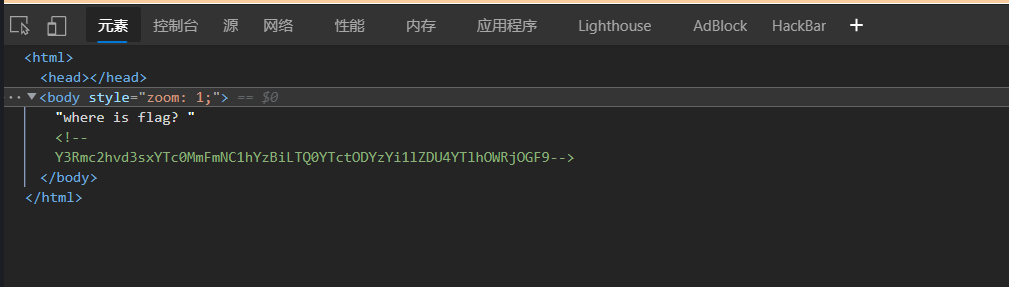 元素 控制台 源 网络 性能 内存 应用程序 Lighthouse AdBlock HackBar +
<html>
<head></head>
··▼<body style="zoom: 1;"> == $0
"where is flag? "
<!--
Y3Rmc2hvd3sxYTc0MmFmNC1hYzBiLTQ0YTctODYzYi1lZDU4YTlhOWRjOGF9-->
</body>
</html>